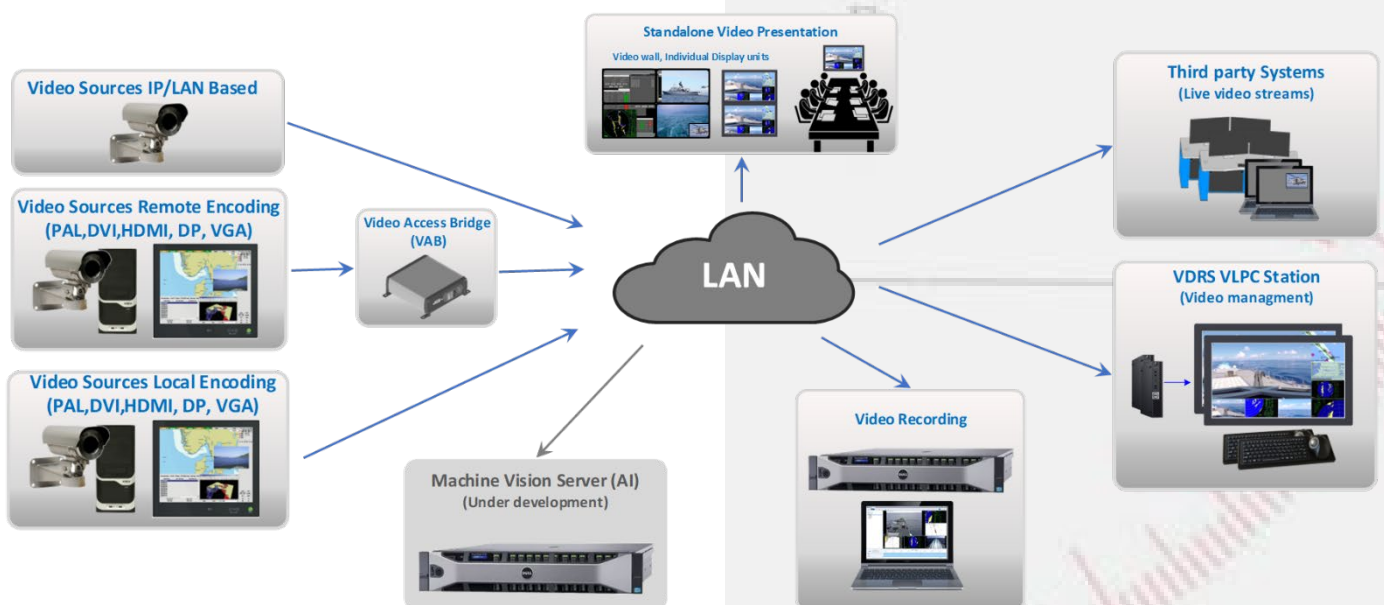 Standalone Video Presentation
Video wall, Individual Display units
Video Sources IP/LAN Based
Third party Systems
(Live video streams)
Video Sources Remote Encoding
(PAL,DVI,HDMI, DP, VGA)
Video Access Bridge
(VAB)
LAN
VDRS VLPC Station
(Video managment)
Video Sources Local Encoding
(PAL,DVI,HDMI, DP, VGA)
Video Recording
Machine Vision Server (AI)
(Under development)